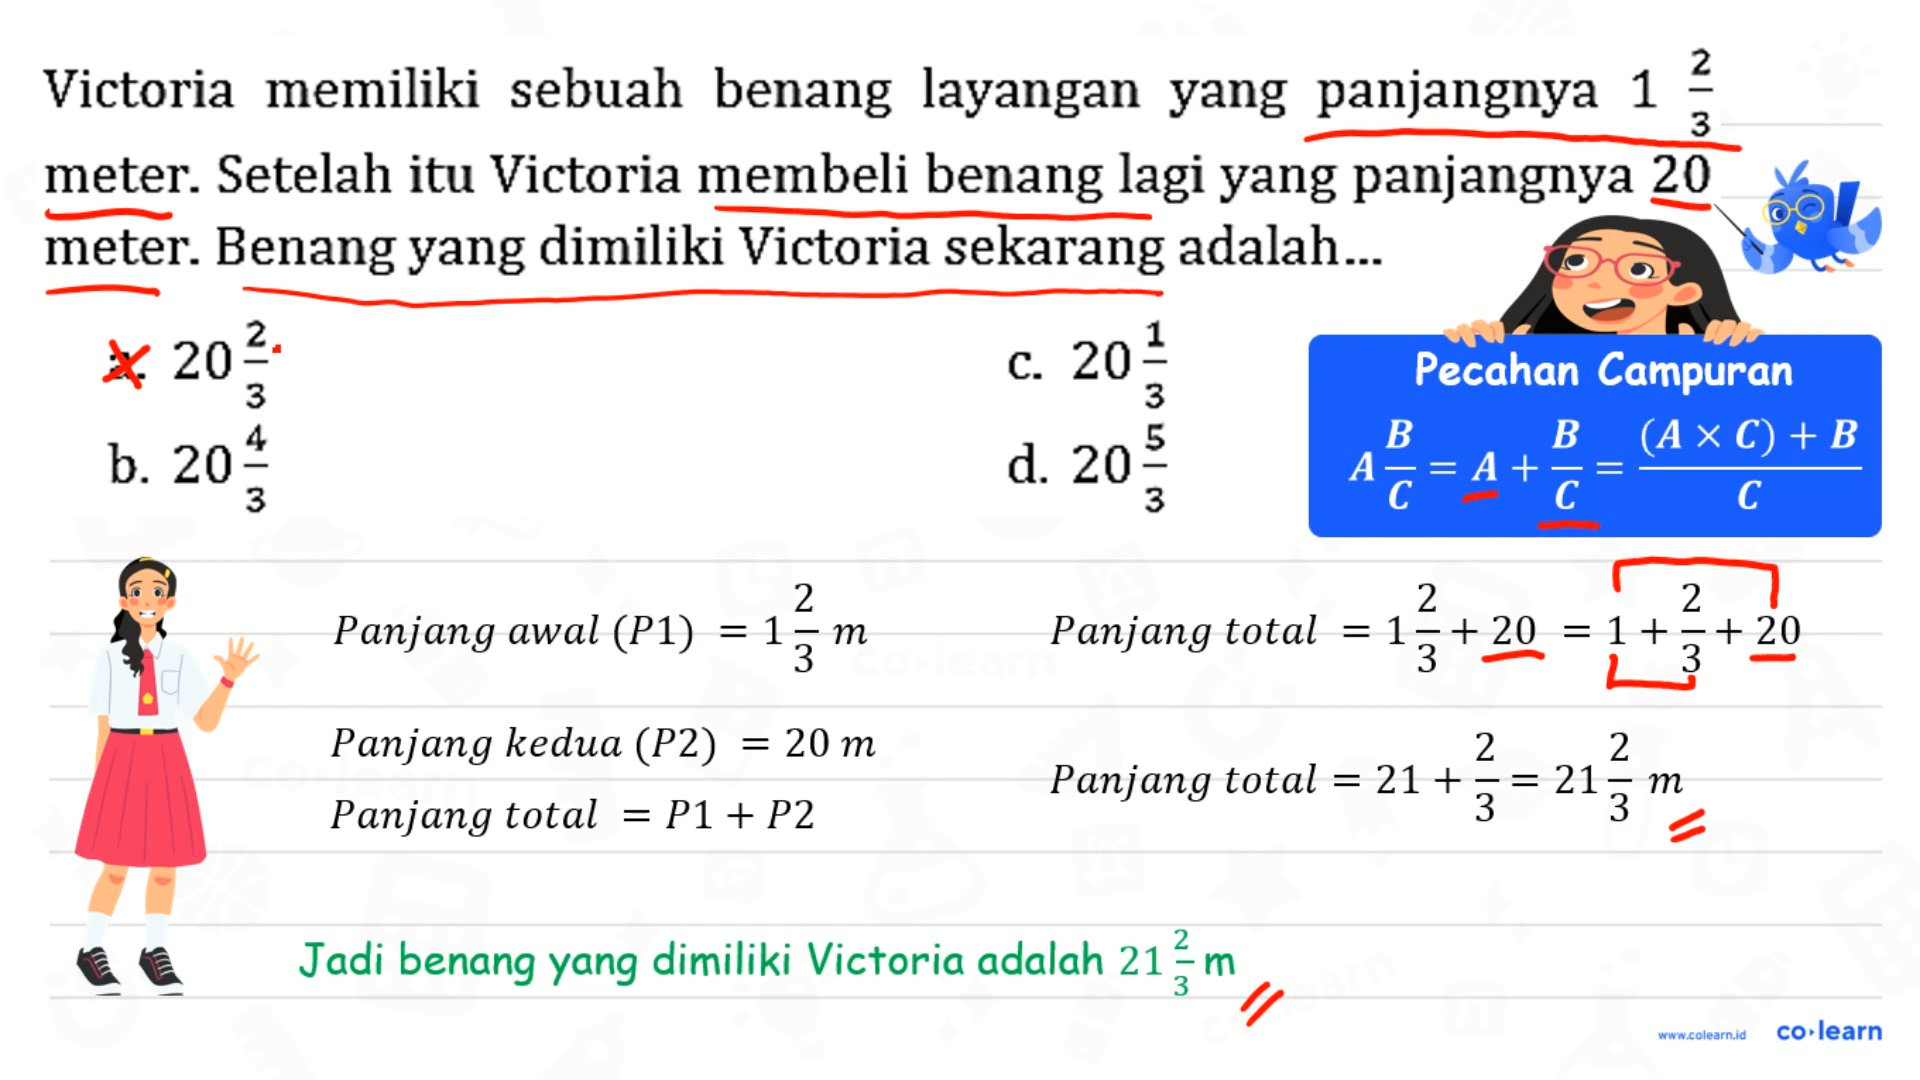 Victoria memiliki sebuah benang layangan yang panjangnya 1 2/3
meter. Setelah itu Victoria membeli benang lagi yang panjangnya 20
meter. Benang yang dimiliki Victoria sekarang adalah...
a. 20 2/3
c. 20 1/3
b. 20 4/3
d. 20 5/3
Pecahan Campuran
A B/C = A + B/C = (A × C) + B / C
Panjang awal (P1) = 1 2/3 m
Panjang total = 1 2/3 + 20 = 1 + 2/3 + 20
Panjang kedua (P2) = 20 m
Panjang total = 21 + 2/3 = 21 2/3 m
Panjang total = P1 + P2
Jadi benang yang dimiliki Victoria adalah 21 2/3 m
www.colearn.id co·learn